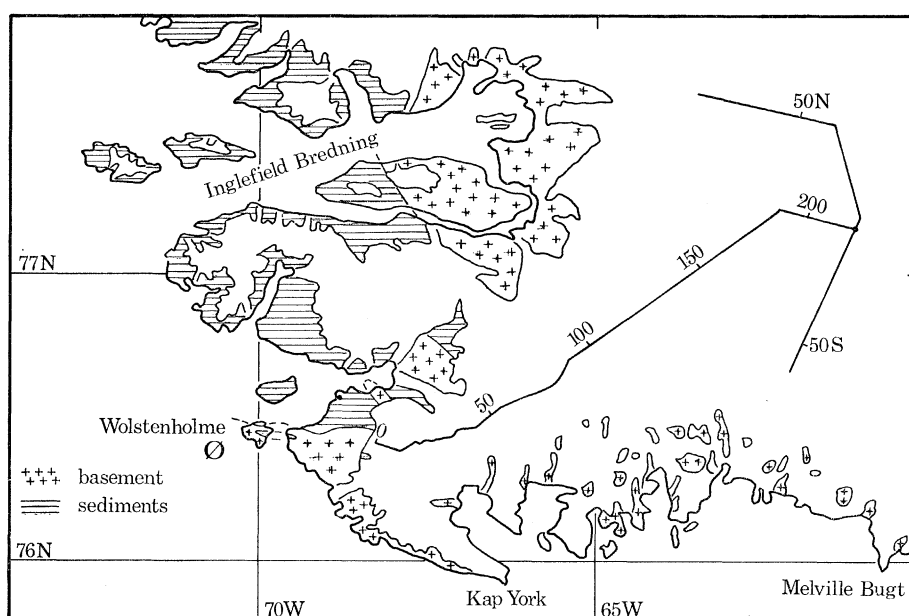 50N
Inglefield Bredning
200
77N
150
100
50S
50
Wolstenholme
Ø
0
basement
sediments
76N
70W
Kap York
65W
Melville Bugt